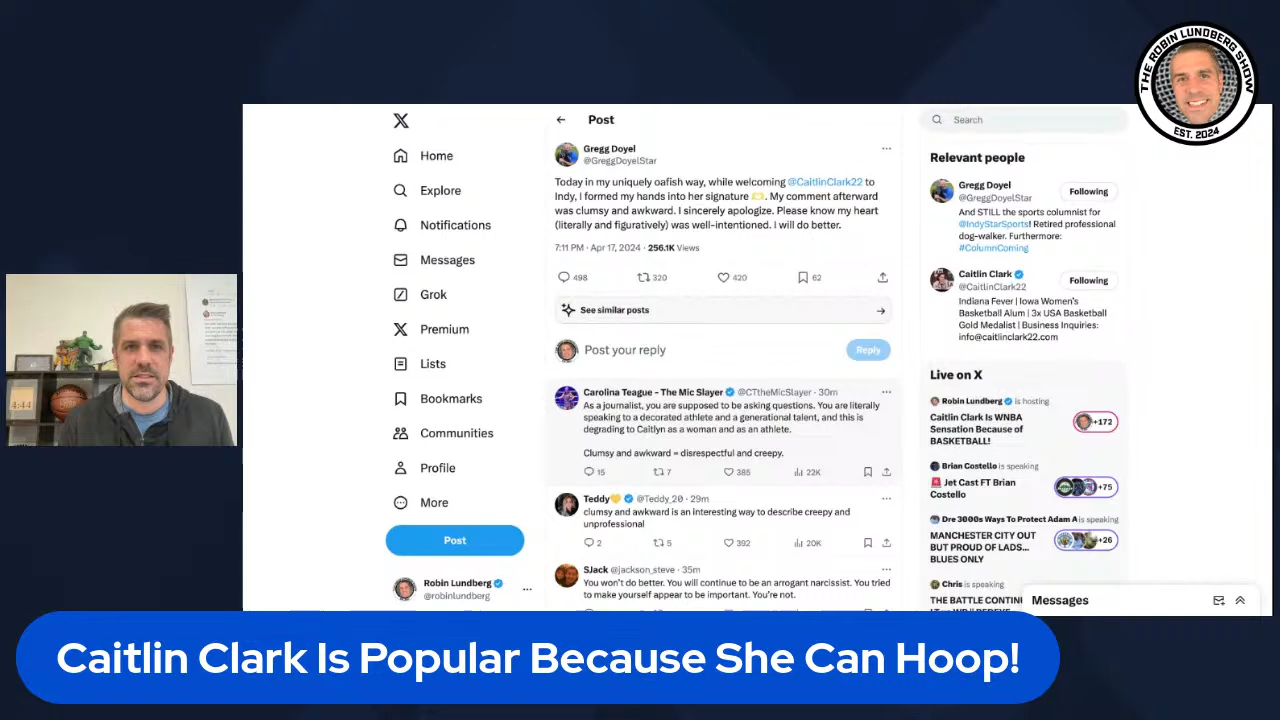 THE ROBIN LUNDBERG SHOW
EST. 2024
Home
Explore
Notifications
Messages
Grok
Premium
Lists
Bookmarks
Communities
Profile
More
Post
Robin Lundberg
@robinlundberg
Post
Gregg Doyel
@GreggDoyelStar
Today in my uniquely oafish way, while welcoming @CaitlinClark22 to
Indy, I formed my hands into her signature 🫶. My comment afterward
was clumsy and awkward. I sincerely apologize. Please know my heart
(literally and figuratively) was well-intentioned. I will do better.
7:11 PM · Apr 17, 2024 · 256.1K Views
498 320 420 62
See similar posts
Post your reply
Reply
Carolina Teague - The Mic Slayer @CTtheMicSlayer · 30m
As a journalist, you are supposed to be asking questions. You are literally
speaking to a decorated athlete and a generational talent, and this is
degrading to Caitlyn as a woman and as an athlete.
Clumsy and awkward = disrespectful and creepy.
15 7 385 22K
Teddy💛 @Teddy_20 · 29m
clumsy and awkward is an interesting way to describe creepy and
unprofessional
2 5 392 20K
SJack @jackson_steve · 35m
You won't do better. You will continue to be an arrogant narcissist. You tried
to make yourself appear to be important. You're not.
Search
Relevant people
Gregg Doyel
@GreggDoyelStar
Following
And STILL the sports columnist for
@IndyStarSports! Retired professional
dog-walker. Furthermore:
#ColumnComing
Caitlin Clark
@CaitlinClark22
Following
Indiana Fever | Iowa Women's
Basketball Alum | 3x USA Basketball
Gold Medalist | Business Inquiries:
info@caitlinclark22.com
Live on X
Robin Lundberg is hosting
Caitlin Clark Is WNBA
Sensation Because of
BASKETBALL!
+172
Brian Costello is speaking
🚨 Jet Cast FT Brian
Costello
+75
Dre 3000s Ways To Protect Adam A is speaking
MANCHESTER CITY OUT
BUT PROUD OF LADS...
BLUES ONLY
+26
Chris is speaking
THE BATTLE CONTINU
Messages
4:44
Caitlin Clark Is Popular Because She Can Hoop!